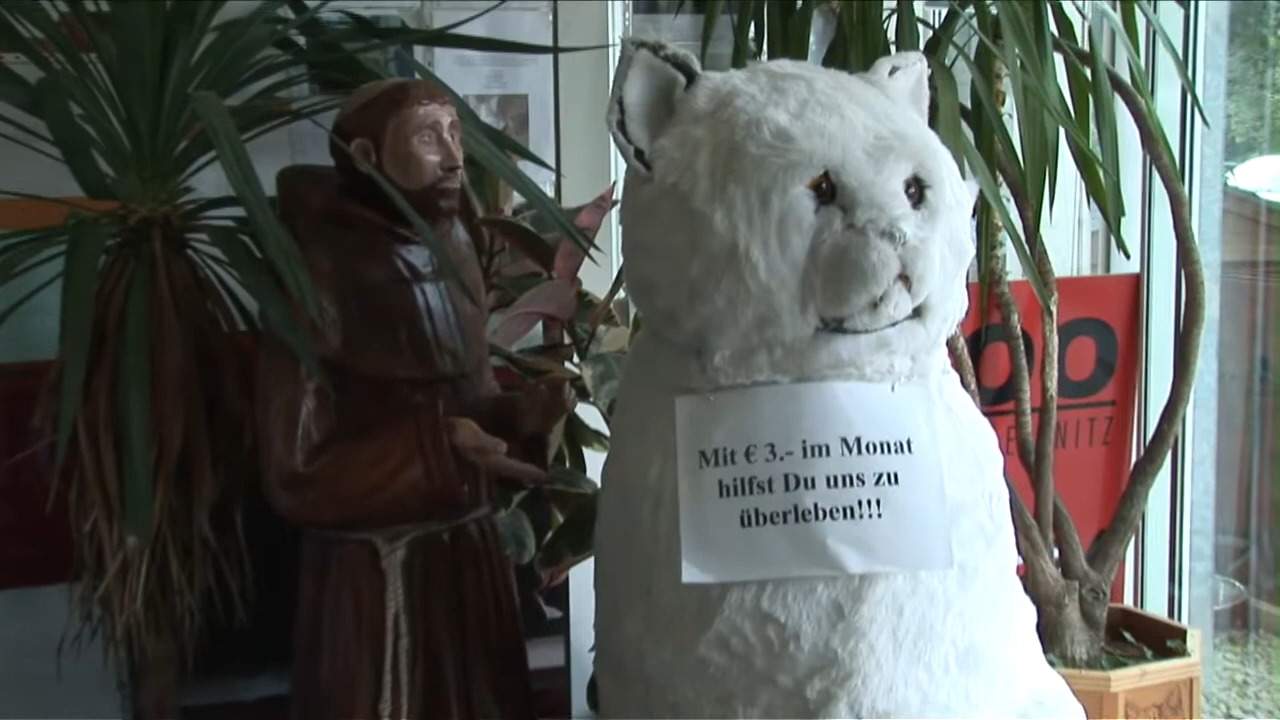 Mit € 3.- im Monat
hilfst Du uns zu
überleben!!!